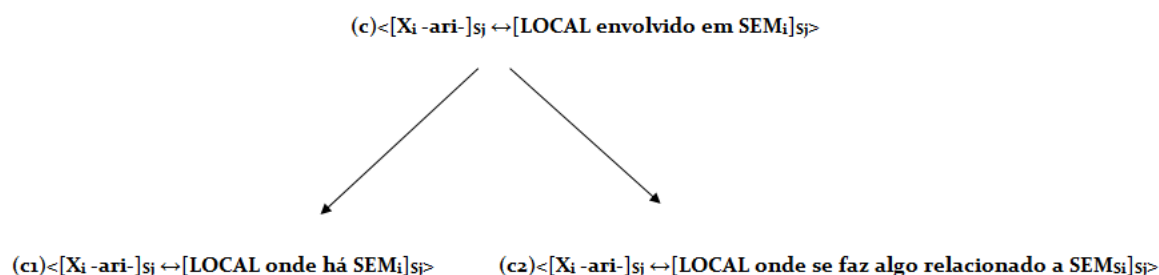 (c)<[Xi -ari-]sj ↔[LOCAL envolvido em SEMi]sj>
(c1)<[Xi -ari-]sj ↔[LOCAL onde há SEMi]sj>
(c2)<[Xi -ari-]sj ↔[LOCAL onde se faz algo relacionado a SEMsi]sj>